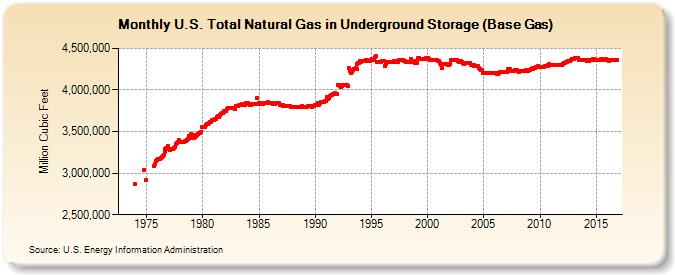 Monthly U.S. Total Natural Gas in Underground Storage (Base Gas)
Million Cubic Feet
4,500,000
4,000,000
3,500,000
3,000,000
2,500,000
1975 1980 1985 1990 1995 2000 2005 2010 2015
Source: U.S. Energy Information Administration